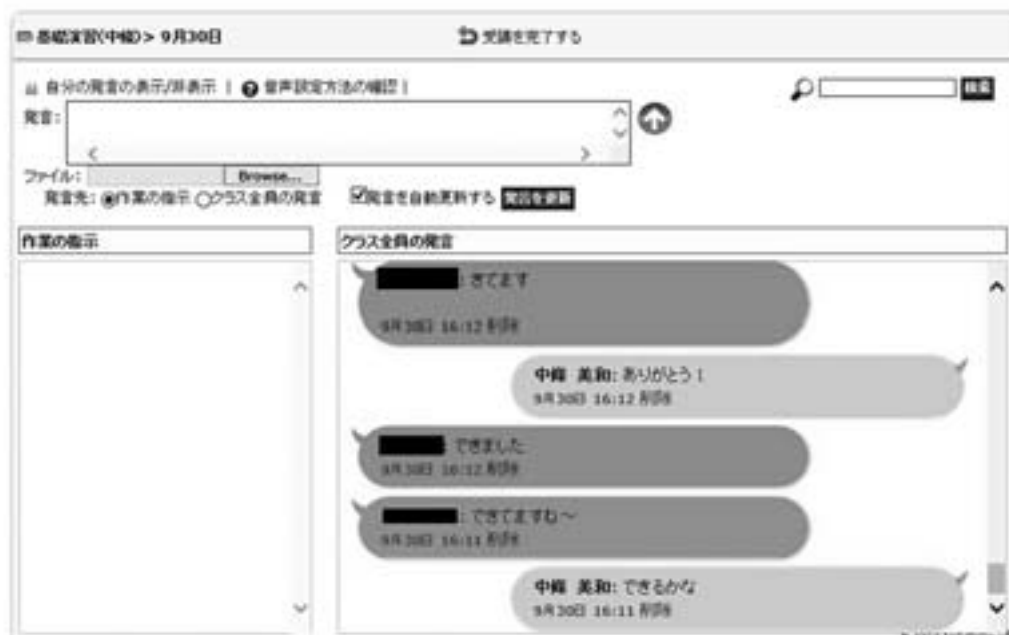 基礎演習(中條)> 9月30日
受講を完了する
自分の発言の表示/非表示 | 音声設定方法の確認 |
検索
発言:
ファイル: Browse...
発言先: 作業の指示 クラス全員の発言 発言を自動更新する 発言を更新
作業の指示
クラス全員の発言
: きてます
9月30日 16:12 削除
中條 美和: ありがとう！
9月30日 16:12 削除
: できました
9月30日 16:12 削除
: できてますね～
9月30日 16:11 削除
中條 美和: できるかな
9月30日 16:11 削除